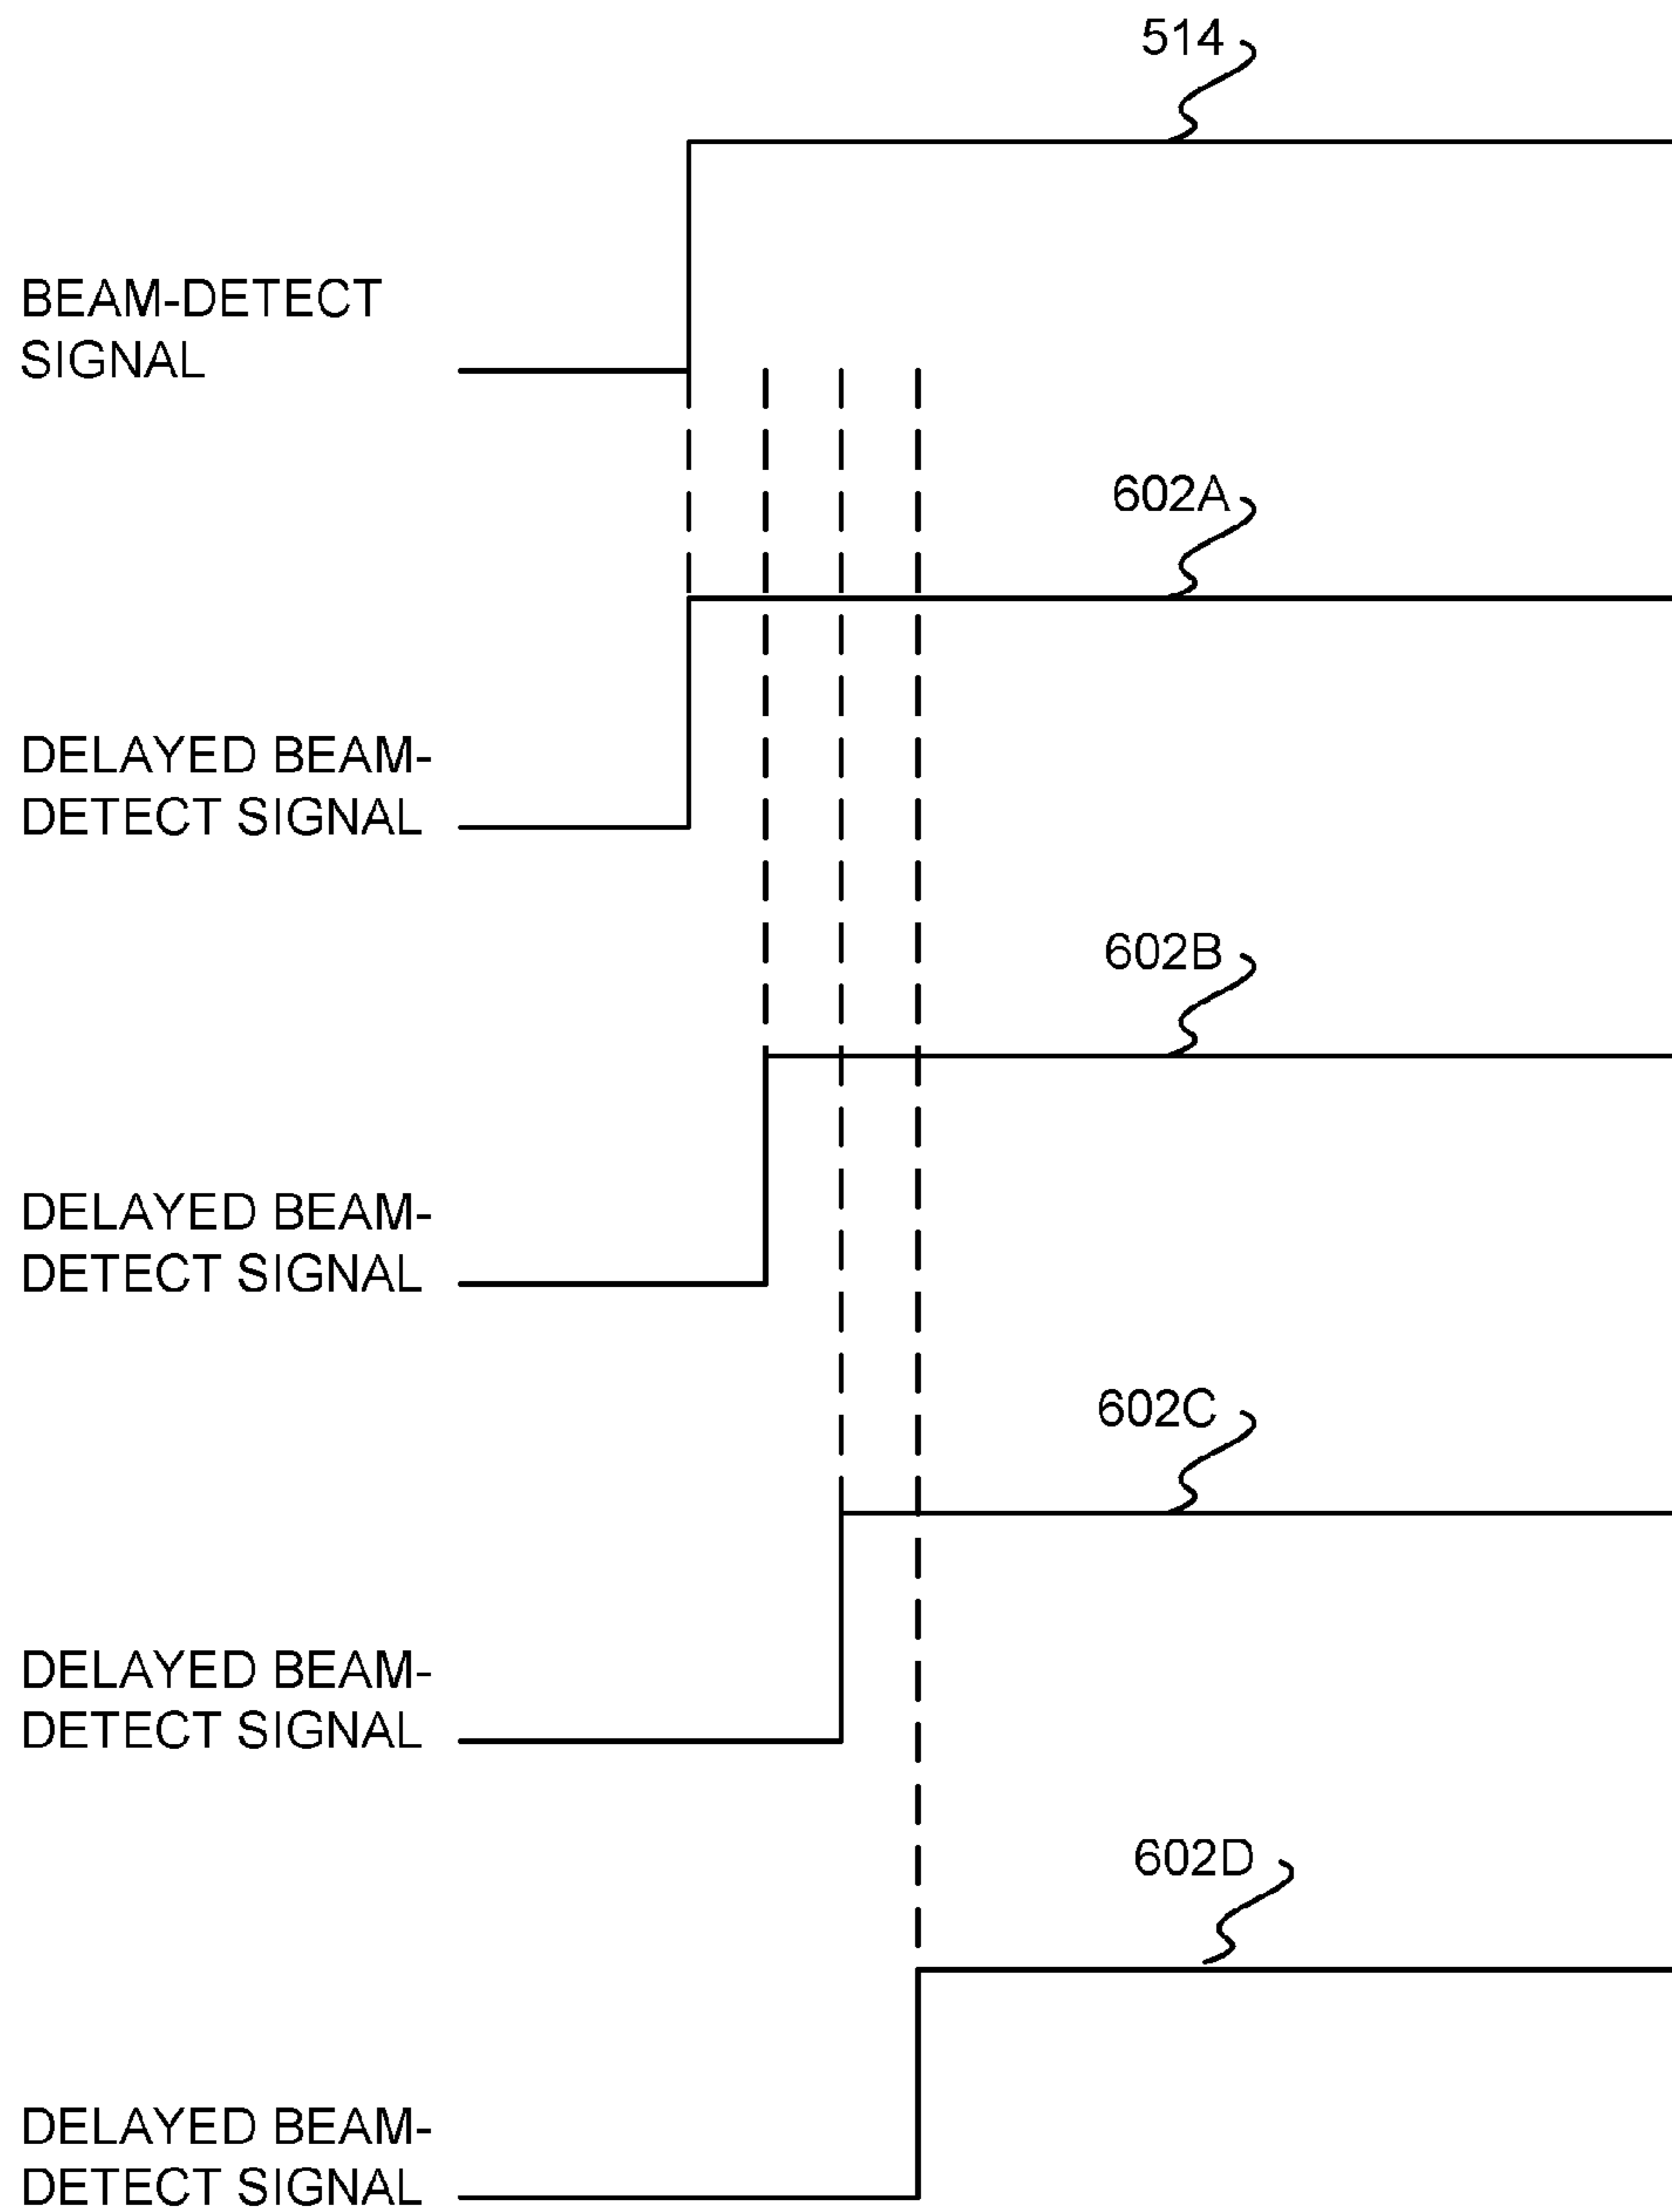 514
BEAM-DETECT
SIGNAL
602A
DELAYED BEAM-
DETECT SIGNAL
602B
DELAYED BEAM-
DETECT SIGNAL
602C
DELAYED BEAM-
DETECT SIGNAL
602D
DELAYED BEAM-
DETECT SIGNAL